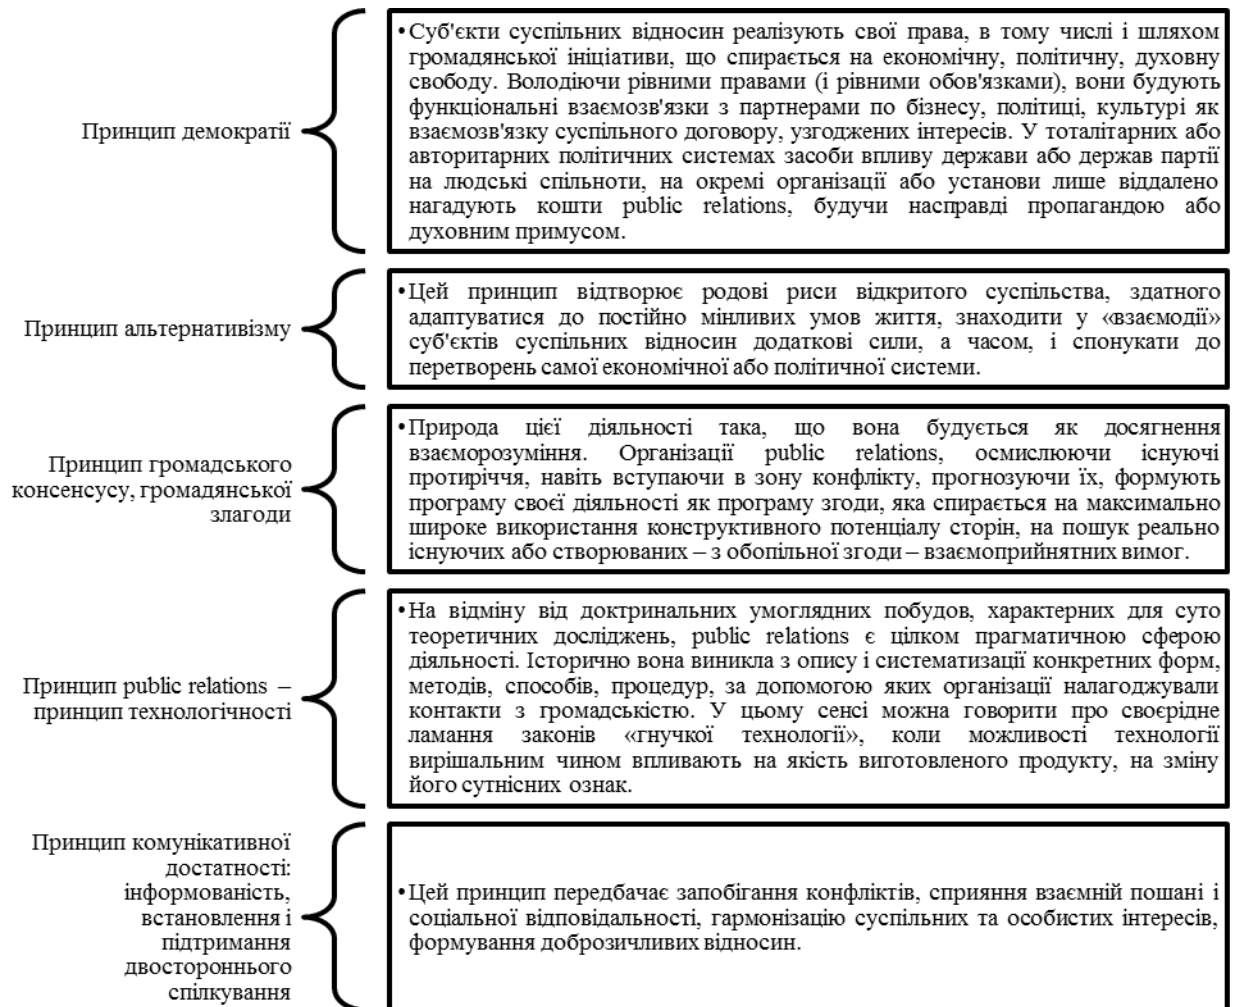 Принцип демократії
•Суб'єкти суспільних відносин реалізують свої права, в тому числі і шляхом
громадянської ініціативи, що спирається на економічну, політичну, духовну
свободу. Володіючи рівними правами (і рівними обов'язками), вони будують
функціональні взаємозв'язки з партнерами по бізнесу, політиці, культурі як
взаємозв'язку суспільного договору, узгоджених інтересів. У тоталітарних або
авторитарних політичних системах засоби впливу держави або держав партії
на людські спільноти, на окремі організації або установи лише віддалено
нагадують кошти public relations, будучи насправді пропагандою або
духовним примусом.
Принцип альтернативізму
•Цей принцип відтворює родові риси відкритого суспільства, здатного
адаптуватися до постійно мінливих умов життя, знаходити у «взаємодії»
суб'єктів суспільних відносин додаткові сили, а часом, і спонукати до
перетворень самої економічної або політичної системи.
Принцип громадського
консенсусу, громадянської
злагоди
•Природа цієї діяльності така, що вона будується як досягнення
взаєморозуміння. Організації public relations, осмислюючи існуючі
протиріччя, навіть вступаючи в зону конфлікту, прогнозуючи їх, формують
програму своєї діяльності як програму згоди, яка спирається на максимально
широке використання конструктивного потенціалу сторін, на пошук реально
існуючих або створюваних – з обопільної згоди – взаємоприйнятних вимог.
Принцип public relations –
принцип технологічності
•На відміну від доктринальних умоглядних побудов, характерних для суто
теоретичних досліджень, public relations є цілком прагматичною сферою
діяльності. Історично вона виникла з опису і систематизації конкретних форм,
методів, способів, процедур, за допомогою яких організації налагоджували
контакти з громадськістю. У цьому сенсі можна говорити про своєрідне
ламання законів «гнучкої технології», коли можливості технології
вирішальним чином впливають на якість виготовленого продукту, на зміну
його сутнісних ознак.
Принцип комунікативної
достатності:
інформованість,
встановлення і
підтримання
двостороннього
спілкування
•Цей принцип передбачає запобігання конфліктів, сприяння взаємній пошані і
соціальної відповідальності, гармонізацію суспільних та особистих інтересів,
формування доброзичливих відносин.